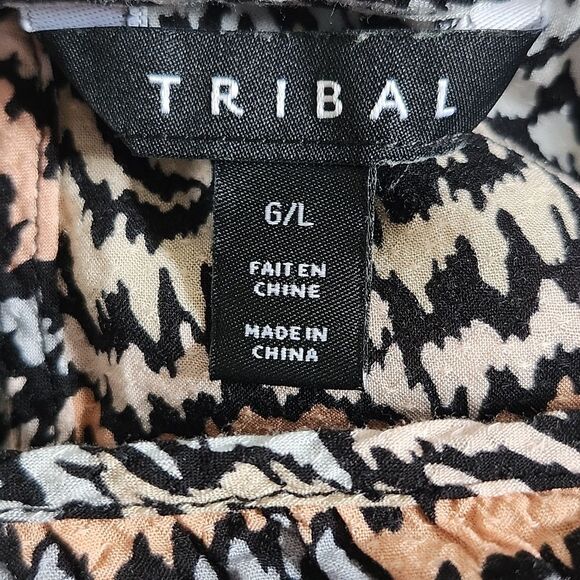 TRIBAL
G/L
FAIT EN
CHINE
MADE IN
CHINA